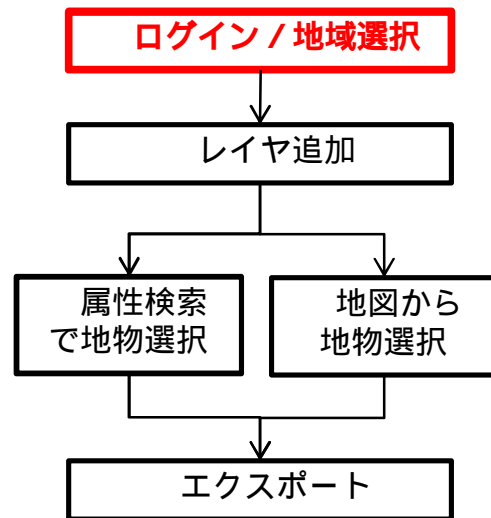 ログイン / 地域選択
レイヤ追加
属性検索
で地物選択
地図から
地物選択
エクスポート